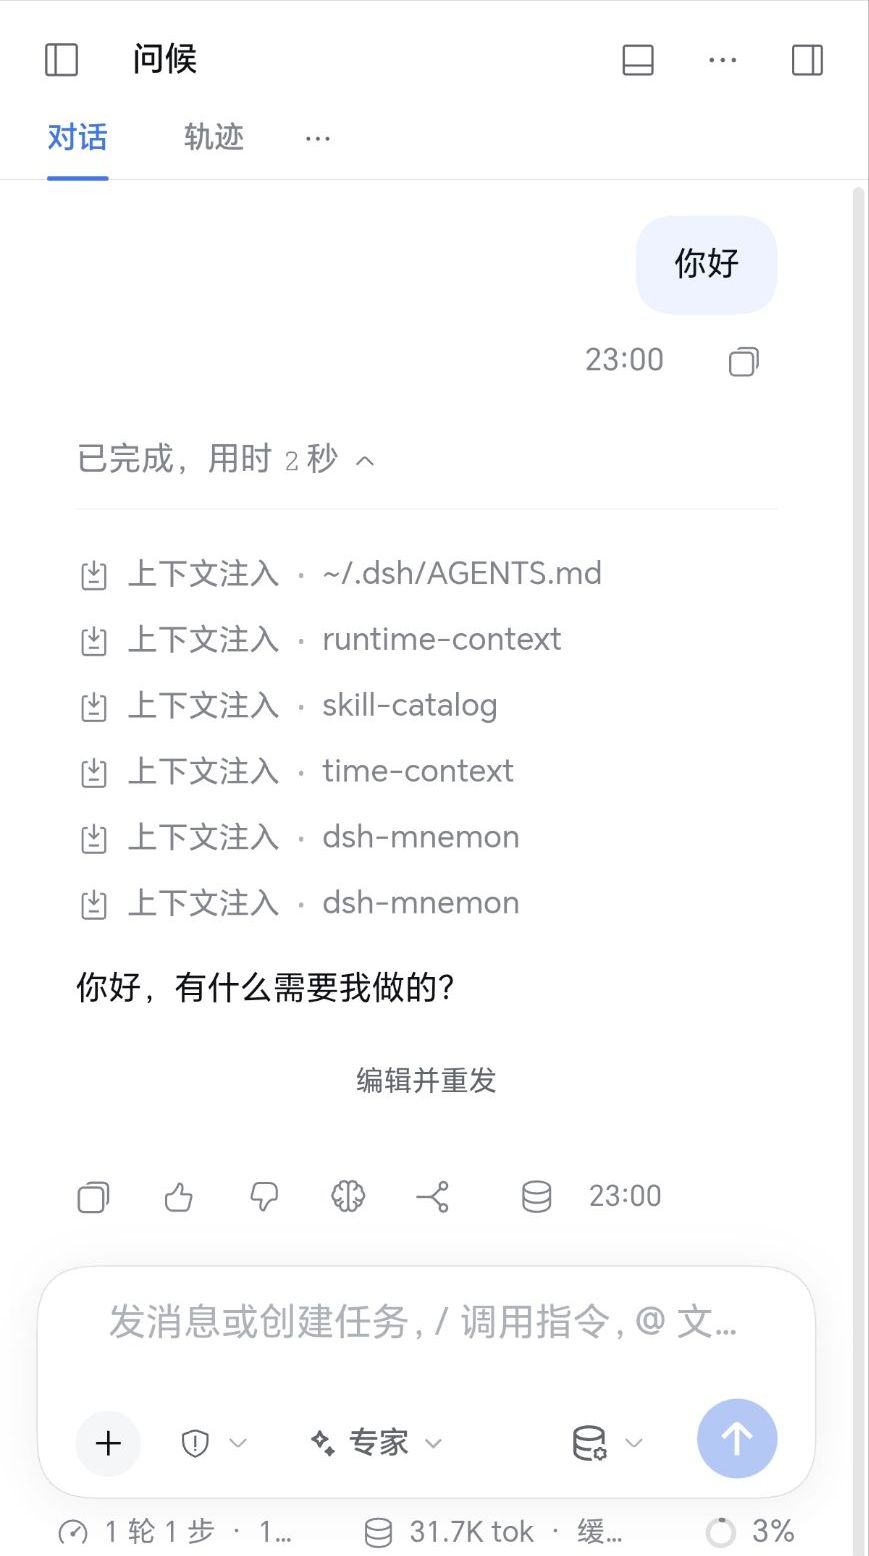 问候
对话 轨迹 ...
你好
23:00
已完成，用时 2 秒
上下文注入 · ~/.dsh/AGENTS.md
上下文注入 · runtime-context
上下文注入 · skill-catalog
上下文注入 · time-context
上下文注入 · dsh-mnemon
上下文注入 · dsh-mnemon
你好，有什么需要我做的？
编辑并重发
23:00
发消息或创建任务, / 调用指令, @ 文...
专家
1 轮 1 步 · 1... 31.7K tok · 缓... 3%